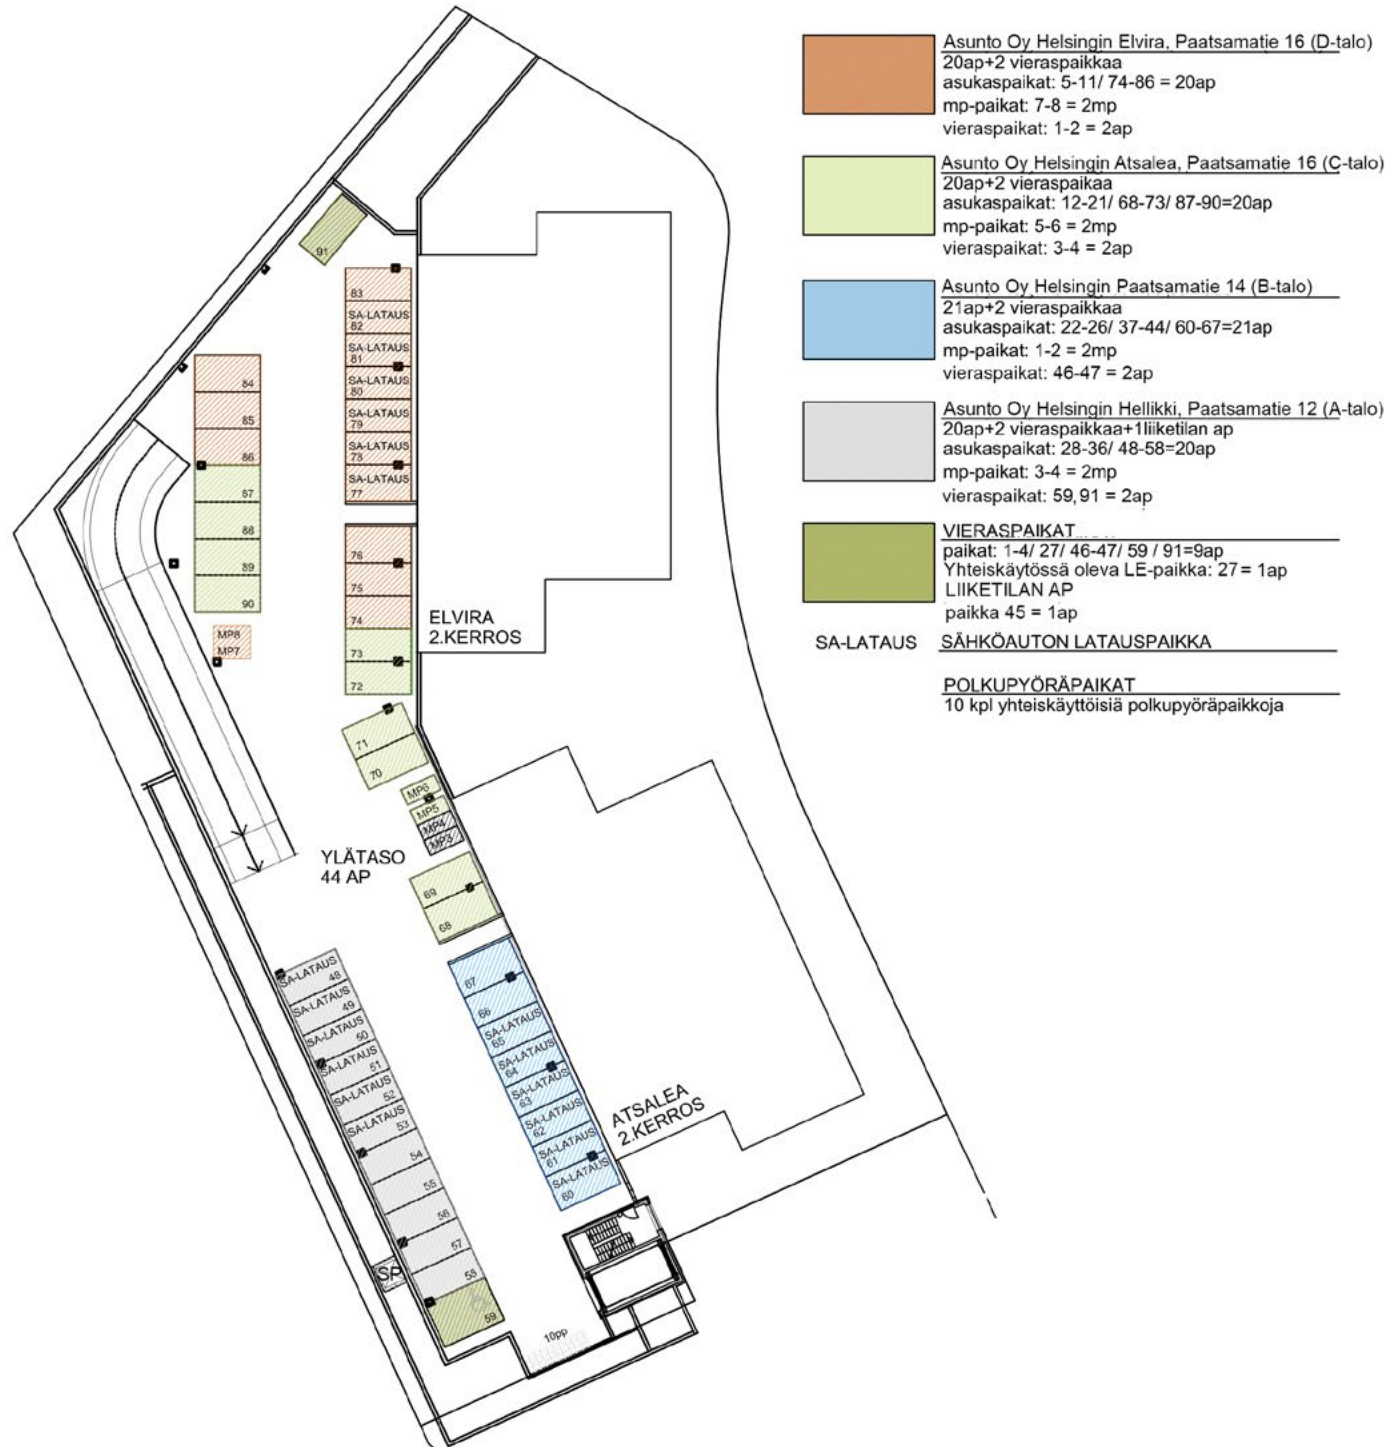 Asunto Oy Helsingin Elvira, Paatsamatie 16 (D-talo)
20ap+2 vieraspaikkaa
asukaspaikat: 5-11/ 74-86 = 20ap
mp-paikat: 7-8 = 2mp
vieraspaikat: 1-2 = 2ap
Asunto Oy Helsingin Atsalea, Paatsamatie 16 (C-talo)
20ap+2 vieraspaikaa
asukaspaikat: 12-21/ 68-73/ 87-90=20ap
mp-paikat: 5-6 = 2mp
vieraspaikat: 3-4 = 2ap
Asunto Oy Helsingin Paatsamatie 14 (B-talo)
21ap+2 vieraspaikkaa
asukaspaikat: 22-26/ 37-44/ 60-67=21ap
mp-paikat: 1-2 = 2mp
vieraspaikat: 46-47 = 2ap
Asunto Oy Helsingin Hellikki, Paatsamatie 12 (A-talo)
20ap+2 vieraspaikkaa+1liiketilan ap
asukaspaikat: 28-36/ 48-58=20ap
mp-paikat: 3-4 = 2mp
vieraspaikat: 59,91 = 2ap
VIERASPAIKAT
paikat: 1-4/ 27/ 46-47/ 59 / 91=9ap
Yhteiskäytössä oleva LE-paikka: 27 = 1ap
LIIKETILAN AP
paikka 45 = 1ap
SA-LATAUS SÄHKÖAUTON LATAUSPAIKKA
POLKUPYÖRÄPAIKAT
10 kpl yhteiskäyttöisiä polkupyöräpaikkoja
91
83
SA-LATAUS
82
SA-LATAUS
81
SA-LATAUS
80
SA-LATAUS
79
SA-LATAUS
78
SA-LATAUS
77
84
85
86
87
88
89
90
MP8
MP7
76
75
74
73
72
ELVIRA
2.KERROS
71
70
MP6
MP5
MP4
MP3
YLÄTASO
44 AP
69
68
SA-LATAUS
48
SA-LATAUS
49
SA-LATAUS
50
SA-LATAUS
51
SA-LATAUS
52
SA-LATAUS
53
54
55
56
57
58
59
67
66
SA-LATAUS
65
SA-LATAUS
64
SA-LATAUS
63
SA-LATAUS
62
SA-LATAUS
61
SA-LATAUS
60
ATSALEA
2.KERROS
SP
10pp